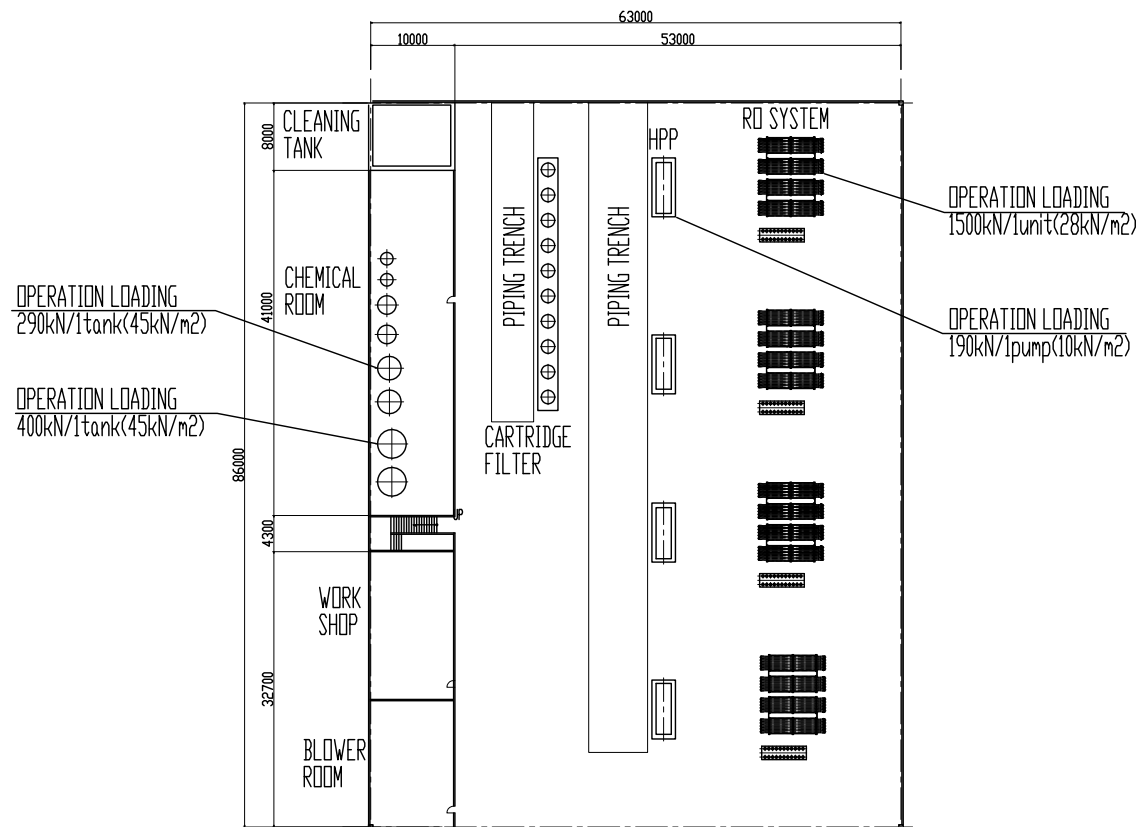 63000
10000
53000
CLEANING
TANK
8000
HPP
RO SYSTEM
OPERATION LOADING
1500kN/1unit(28kN/m2)
PIPING TRENCH
PIPING TRENCH
CHEMICAL
ROOM
41000
OPERATION LOADING
290kN/1tank(45kN/m2)
OPERATION LOADING
190kN/1pump(10kN/m2)
OPERATION LOADING
400kN/1tank(45kN/m2)
CARTRIDGE
FILTER
86000
UP
4300
WORK
SHOP
32700
BLOWER
ROOM